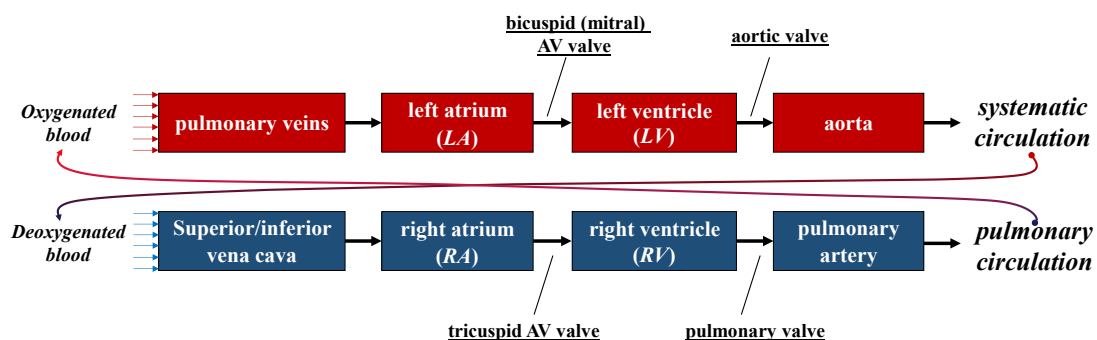 bicuspid (mitral)
AV valve
aortic valve
Oxygenated
blood
pulmonary veins
left atrium
(LA)
left ventricle
(LV)
aorta
systematic
circulation
Deoxygenated
blood
Superior/inferior
vena cava
right atrium
(RA)
right ventricle
(RV)
pulmonary
artery
pulmonary
circulation
tricuspid AV valve
pulmonary valve